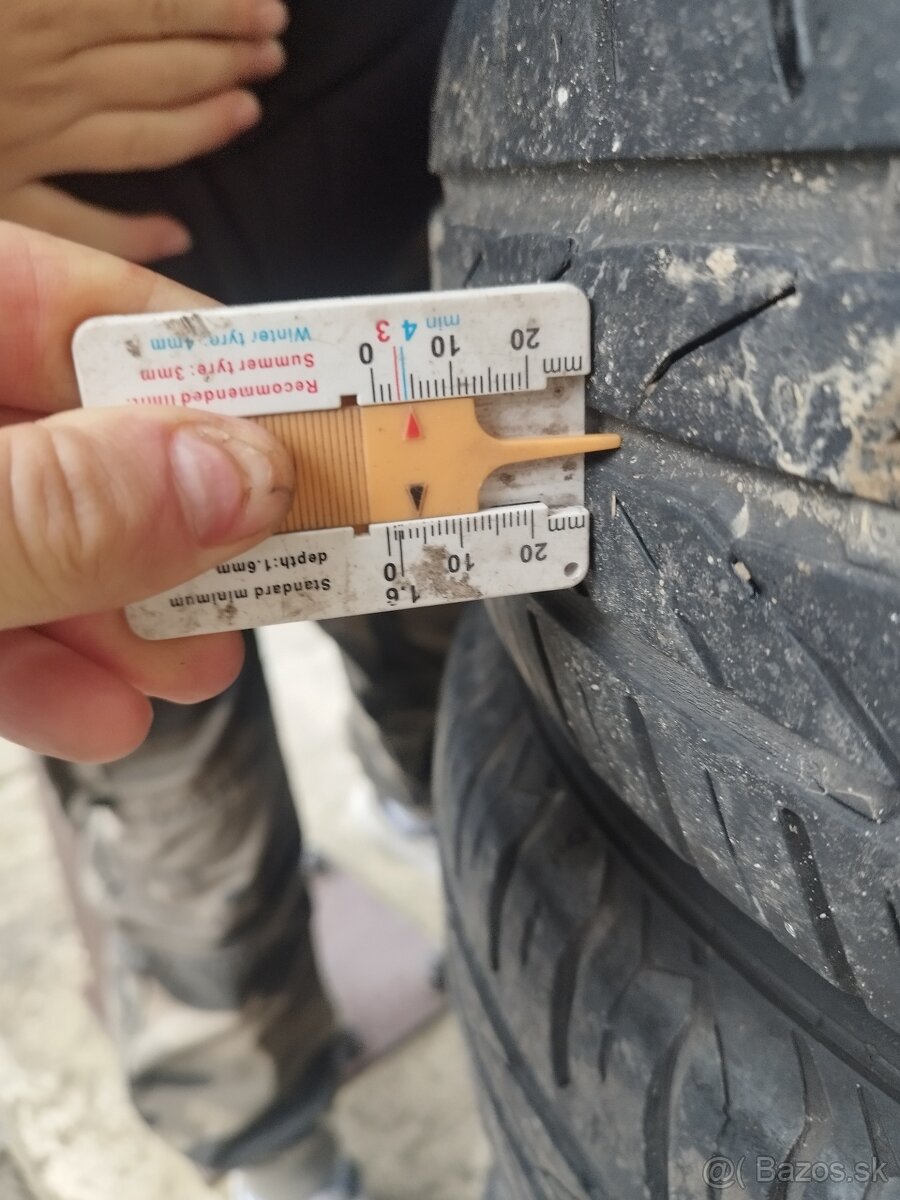 Standard minimum
depth:1.6mm
0 1.6 10 20 mm
Recommended limit:
Summer tyre: 3mm
Winter tyre: 4mm
0 3 4 min 10 20 mm
@( Bazos.sk